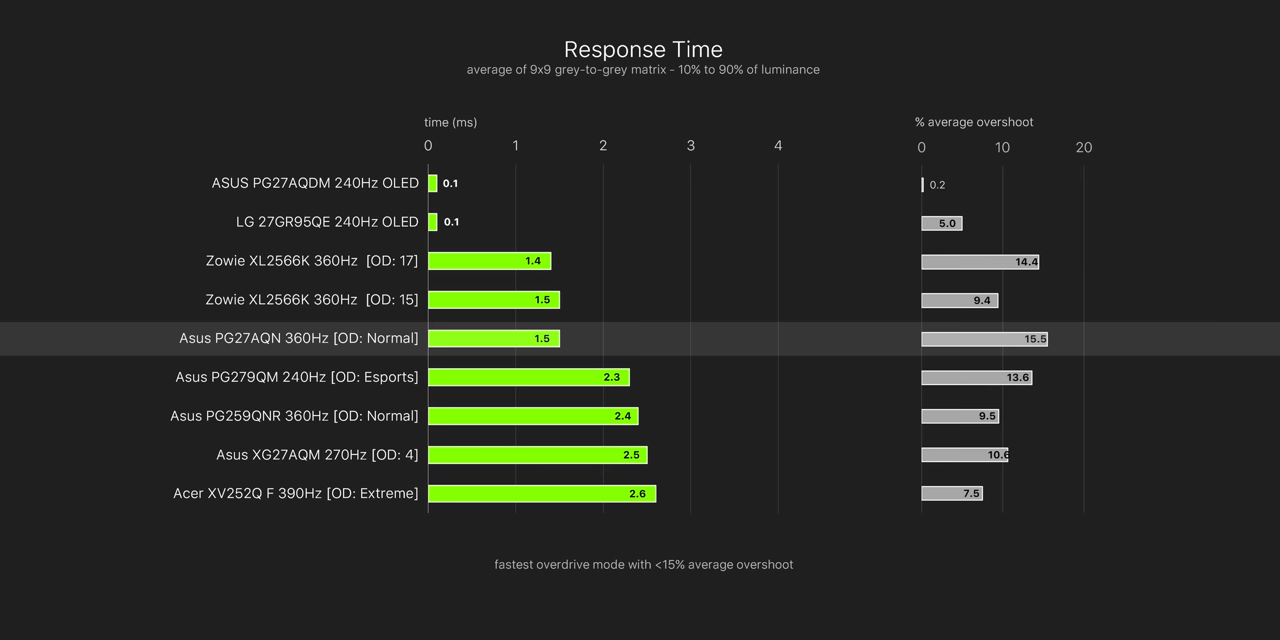 Response Time
average of 9x9 grey-to-grey matrix - 10% to 90% of luminance
time (ms) % average overshoot
0 1 2 3 4 0 10 20
ASUS PG27AQDM 240Hz OLED 0.1 0.2
LG 27GR95QE 240Hz OLED 0.1 5.0
Zowie XL2566K 360Hz [OD: 17] 1.4 14.4
Zowie XL2566K 360Hz [OD: 15] 1.5 9.4
Asus PG27AQN 360Hz [OD: Normal] 1.5 15.5
Asus PG279QM 240Hz [OD: Esports] 2.3 13.6
Asus PG259QNR 360Hz [OD: Normal] 2.4 9.5
Asus XG27AQM 270Hz [OD: 4] 2.5 10.6
Acer XV252Q F 390Hz [OD: Extreme] 2.6 7.5
fastest overdrive mode with <15% average overshoot